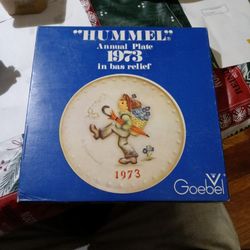 "HUMMEL"®
Annual Plate
1973
in bas relief
1973
Goebel